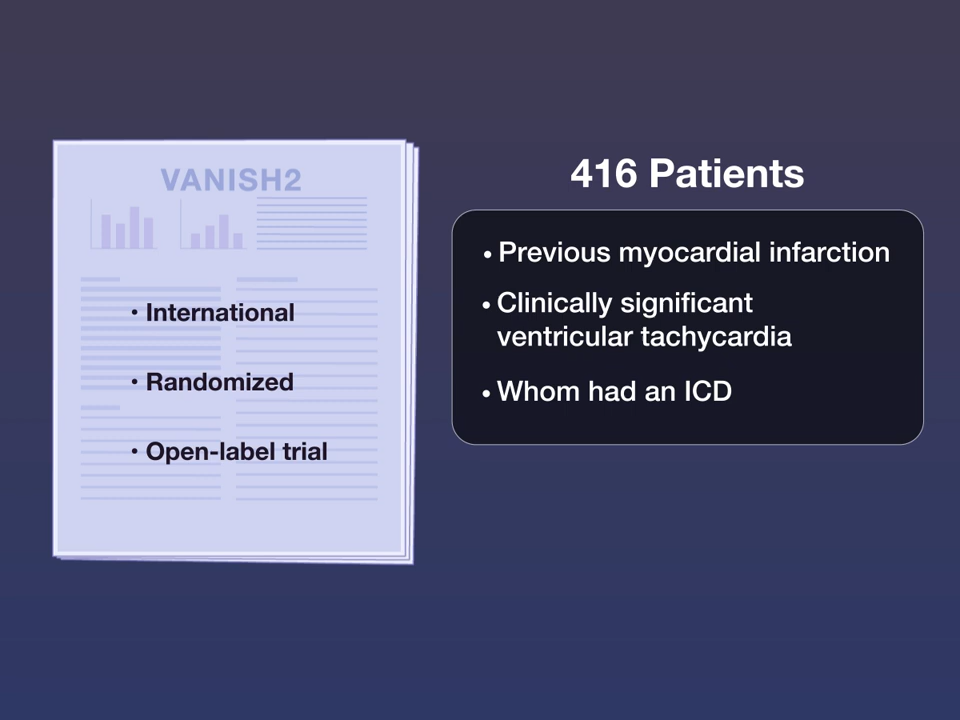 VANISH2
• International
• Randomized
• Open-label trial
416 Patients
• Previous myocardial infarction
• Clinically significant
ventricular tachycardia
• Whom had an ICD